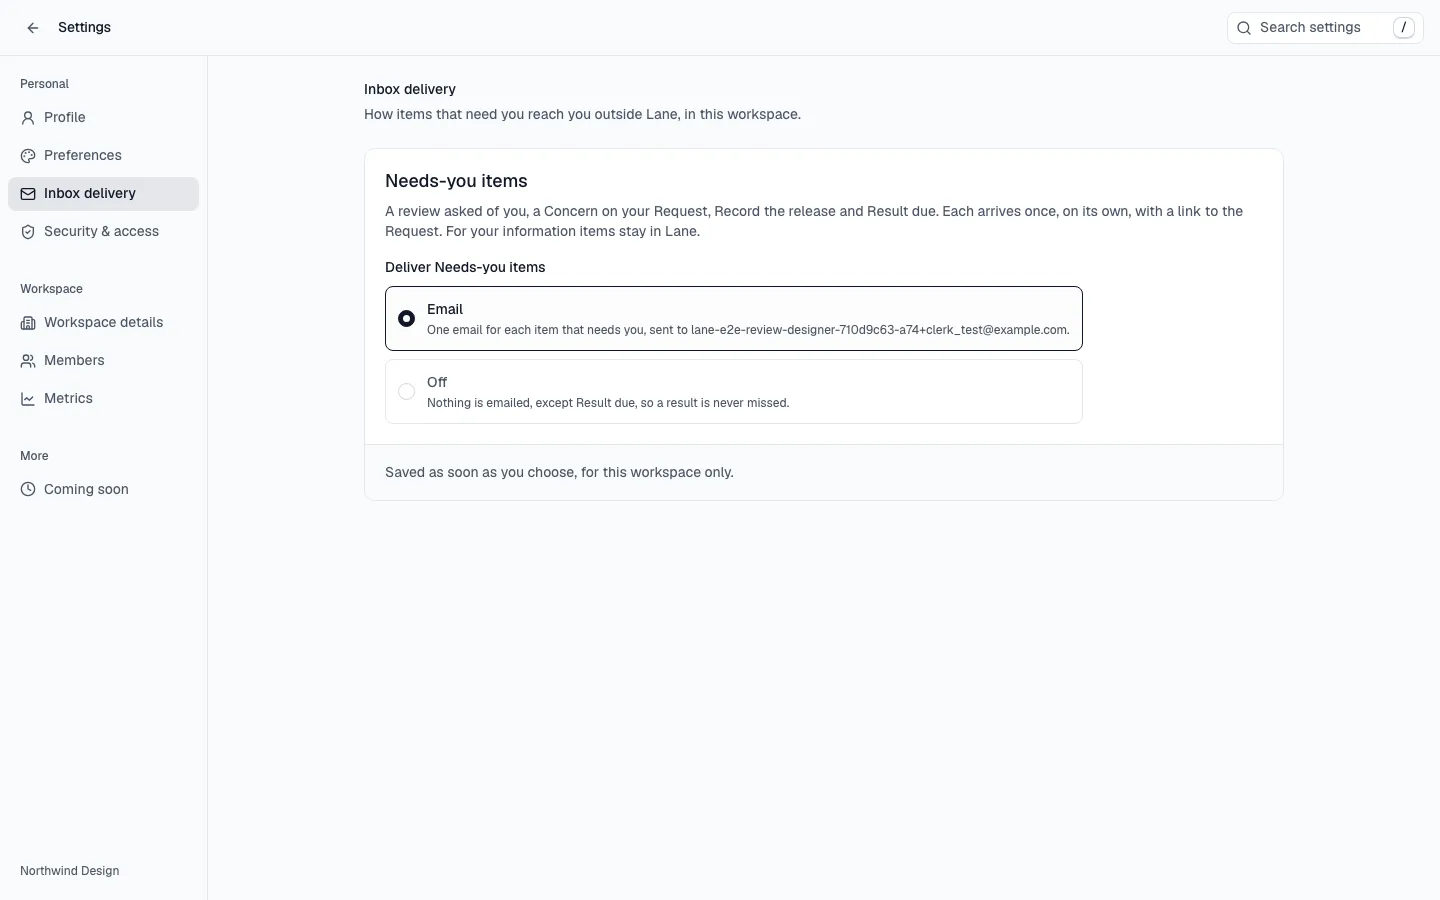 Settings
Search settings
/
Personal
Profile
Preferences
Inbox delivery
Security & access
Workspace
Workspace details
Members
Metrics
More
Coming soon
Northwind Design
Inbox delivery
How items that need you reach you outside Lane, in this workspace.
Needs-you items
A review asked of you, a Concern on your Request, Record the release and Result due. Each arrives once, on its own, with a link to the
Request. For your information items stay in Lane.
Deliver Needs-you items
Email
One email for each item that needs you, sent to lane-e2e-review-designer-710d9c63-a74+clerk_test@example.com.
Off
Nothing is emailed, except Result due, so a result is never missed.
Saved as soon as you choose, for this workspace only.